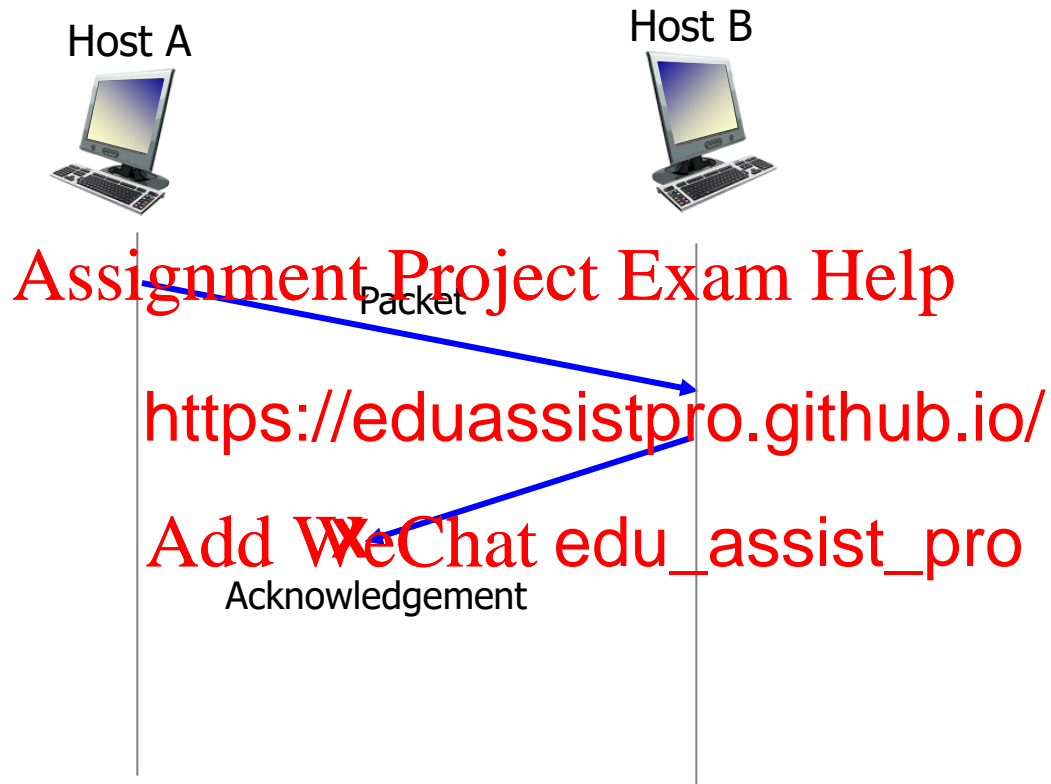 Host A
Host B
Assignment Project Exam Help
Packet
https://eduassistpro.github.io/
Add WeChat edu_assist_pro
X
Acknowledgement